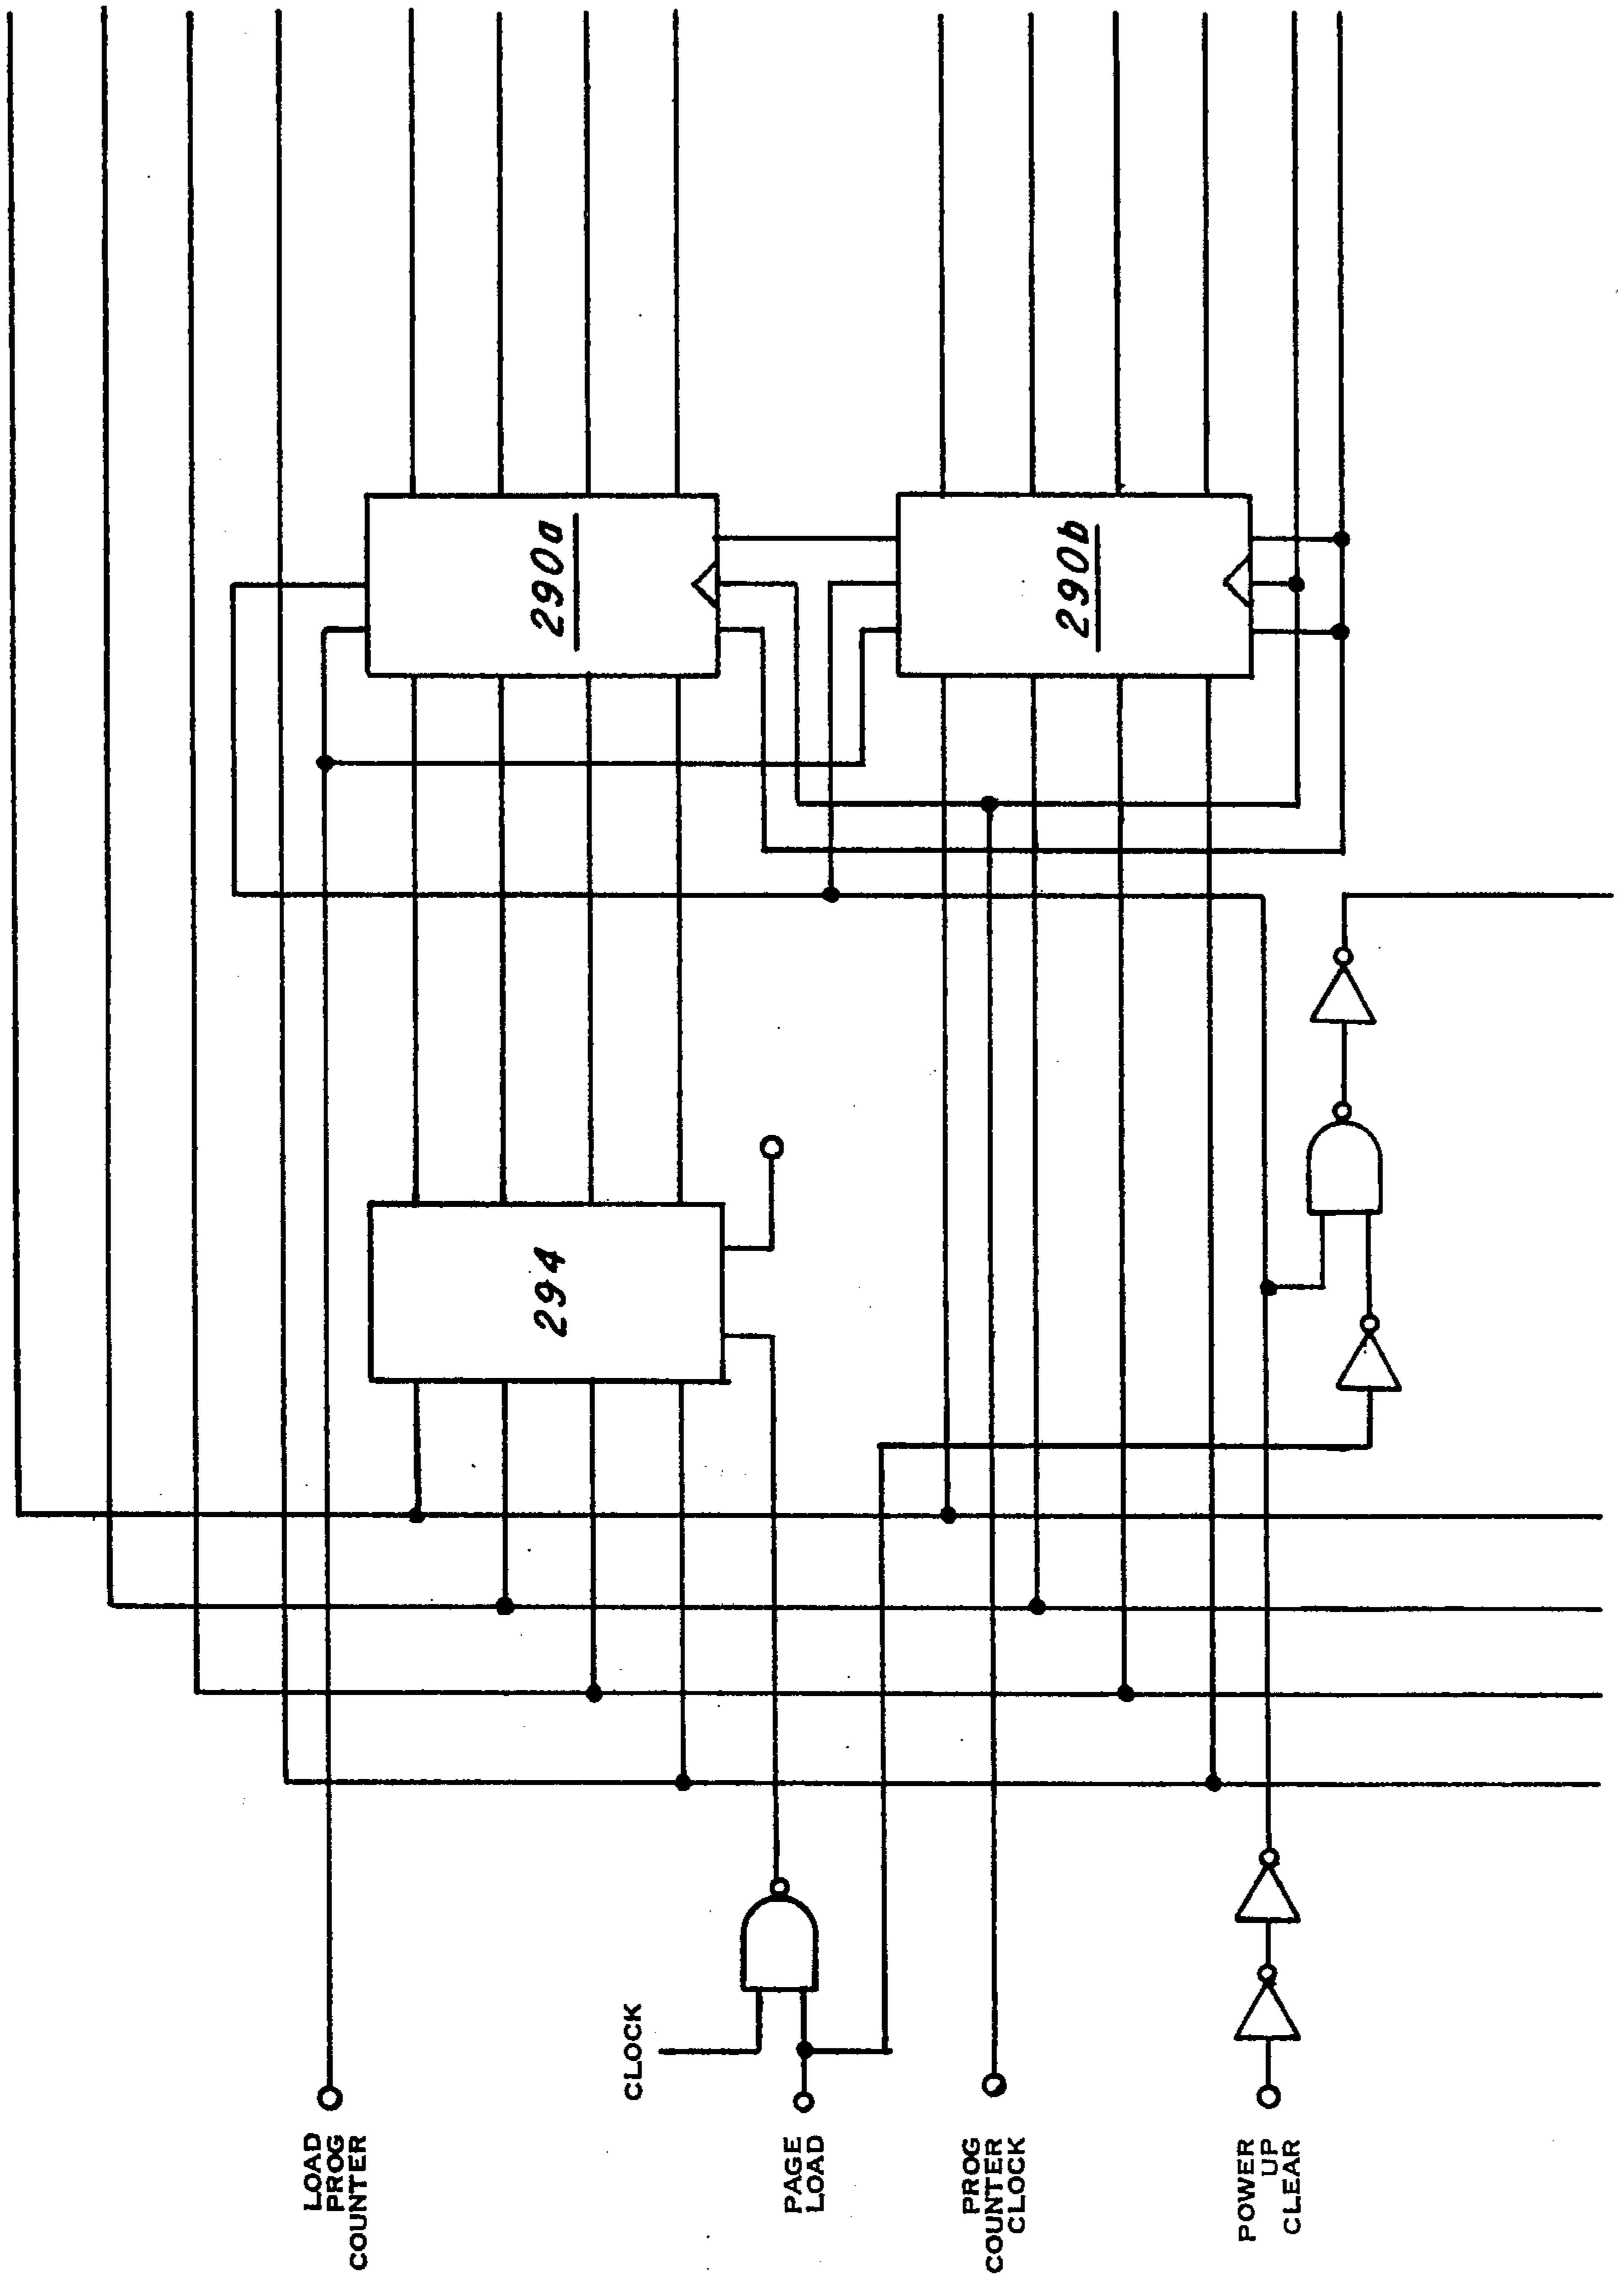 LOAD
PROG
COUNTER
CLOCK
PAGE
LOAD
PROG
COUNTER
CLOCK
POWER
UP
CLEAR
294
290a
290b